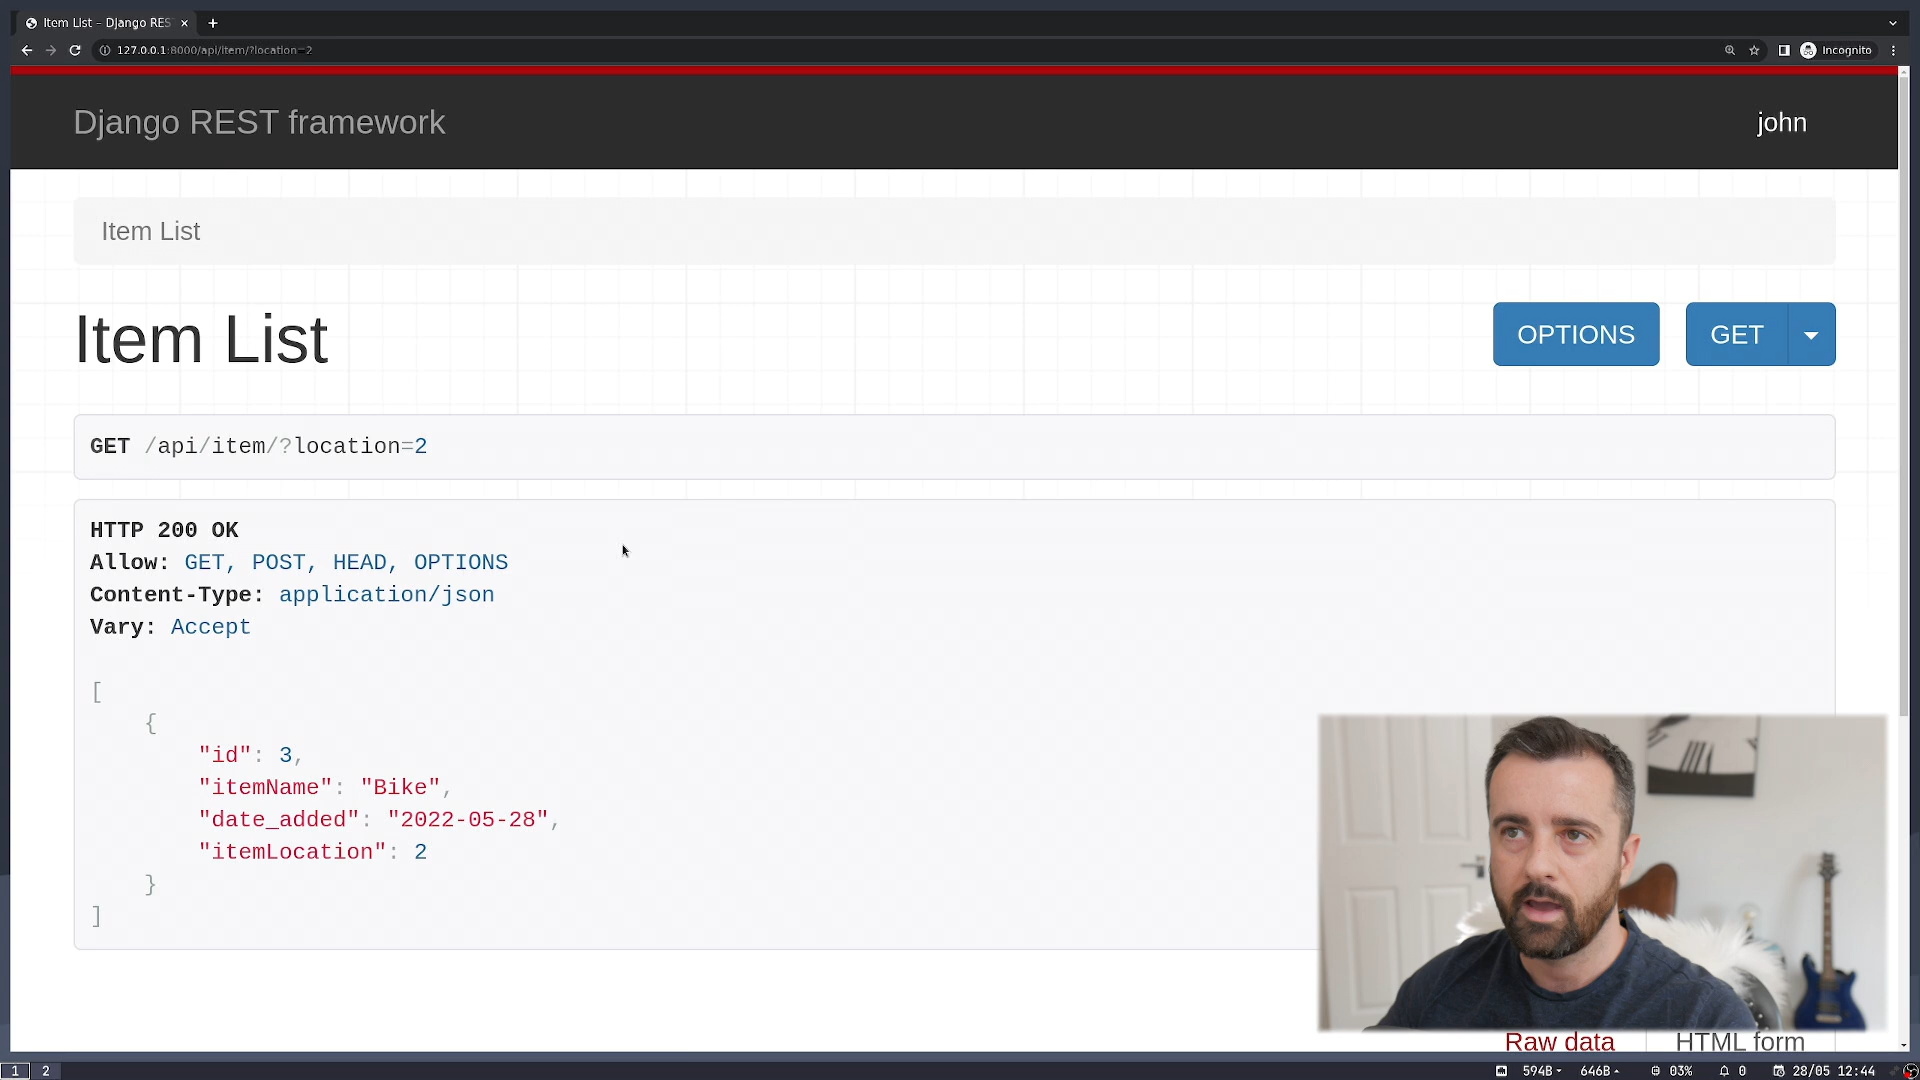 Item List – Django RES
127.0.0.1:8000/api/item/?location=2
Incognito
Django REST framework
john
Item List
Item List
OPTIONS
GET
GET /api/item/?location=2
HTTP 200 OK
Allow: GET, POST, HEAD, OPTIONS
Content-Type: application/json
Vary: Accept
[
{
"id": 3,
"itemName": "Bike",
"date_added": "2022-05-28",
"itemLocation": 2
}
]
Raw data
HTML form
1 2
594B 646B 03% 0 28/05 12:44